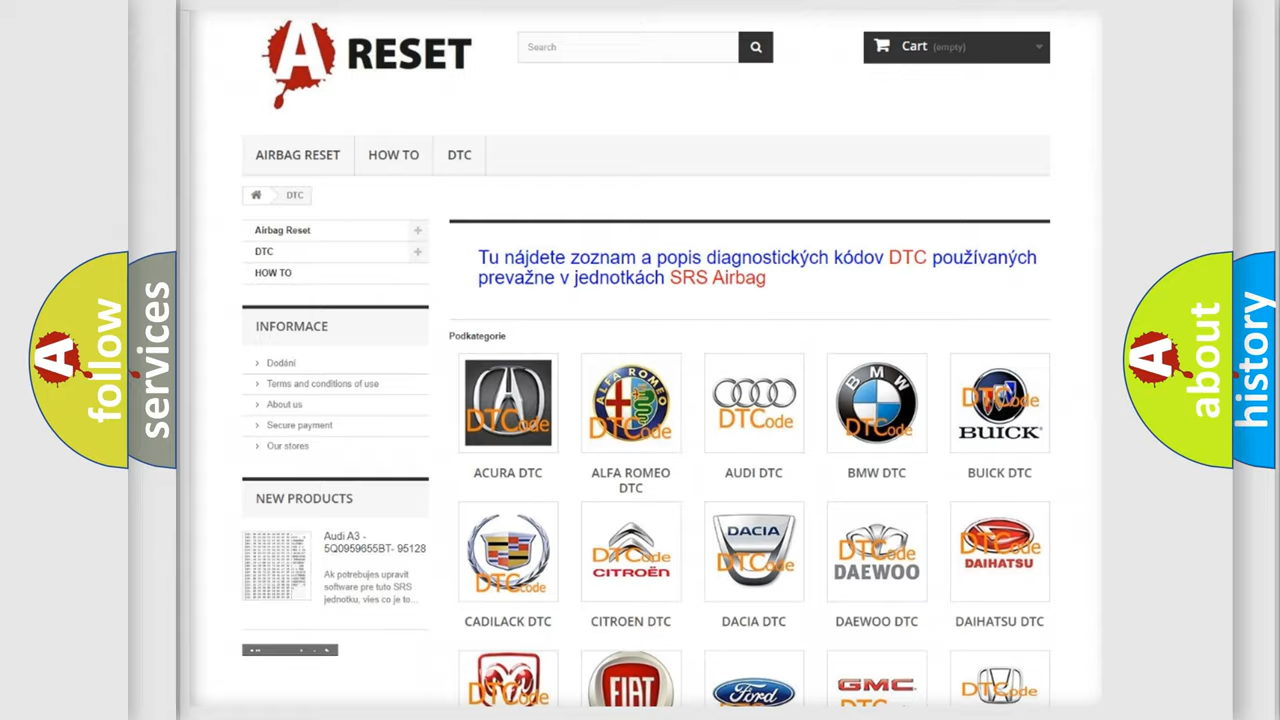 A RESET
Search
Cart (empty)
AIRBAG RESET
HOW TO
DTC
DTC
Airbag Reset
DTC
HOW TO
INFORMACE
Dodání
Terms and conditions of use
About us
Secure payment
Our stores
NEW PRODUCTS
Audi A3 -
5Q0959655BT- 95128
Ak potrebujes upravit
software pre tuto SRS
jednotku, vies co je to...
Tu nájdete zoznam a popis diagnostických kódov DTC používaných
prevažne v jednotkách SRS Airbag
Podkategorie
DTCode
ALFA ROMEO
DTCode
DTCode
BMW
DTCode
DTCode
BUICK
ACURA DTC
ALFA ROMEO
DTC
AUDI DTC
BMW DTC
BUICK DTC
DTCode
DTCode
CITROËN
DACIA
DTCode
DTCode
DAEWOO
DTCode
DAIHATSU
CADILACK DTC
CITROEN DTC
DACIA DTC
DAEWOO DTC
DAIHATSU DTC
DTCode
FIAT
Ford
GMC
DTCode
A follow
services
A about
history